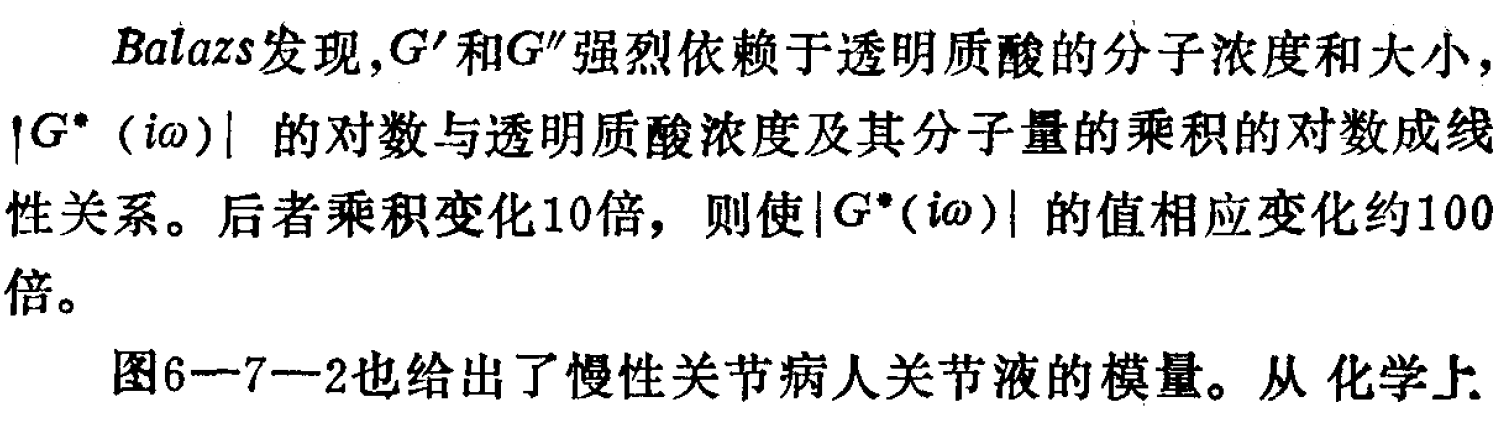 Balazs发现,G′和G″强烈依赖于透明质酸的分子浓度和大小,
|G* (iω)| 的对数与透明质酸浓度及其分子量的乘积的对数成线
性关系。后者乘积变化10倍，则使|G*(iω)| 的值相应变化约100
倍。
图6—7—2也给出了慢性关节病人关节液的模量。从 化学上